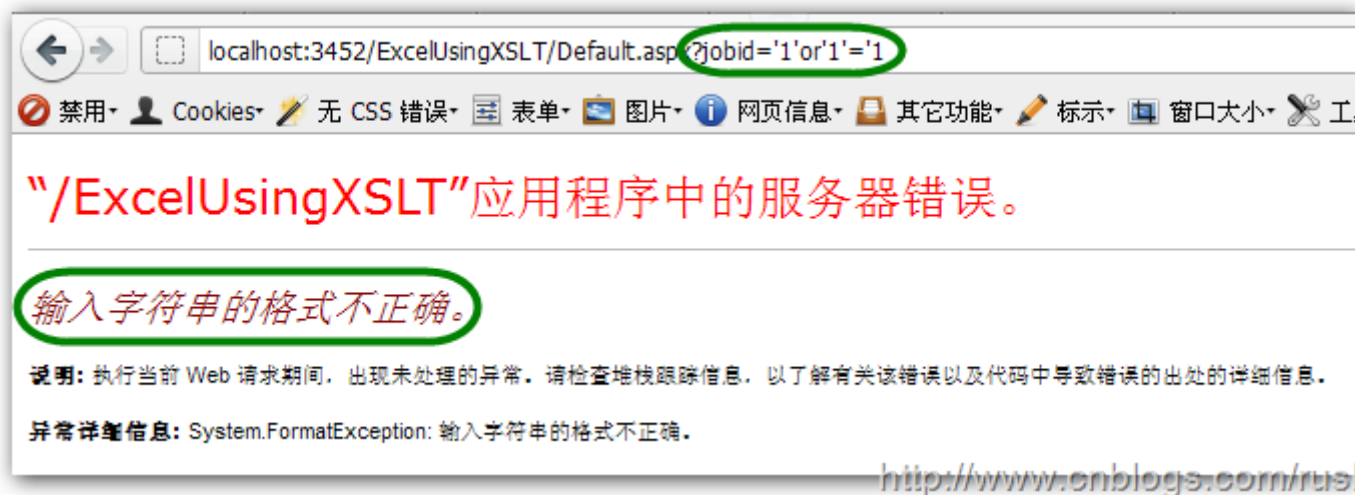 localhost:3452/ExcelUsingXSLT/Default.aspx?jobid='1'or'1'='1
禁用 Cookies 无 CSS 错误 表单 图片 网页信息 其它功能 标示 窗口大小 工
“/ExcelUsingXSLT”应用程序中的服务器错误。
输入字符串的格式不正确。
说明: 执行当前 Web 请求期间，出现未处理的异常。请检查堆栈跟踪信息，以了解有关该错误以及代码中导致错误的出处的详细信息。
异常详细信息: System.FormatException: 输入字符串的格式不正确。
http://www.cnblogs.com/rus